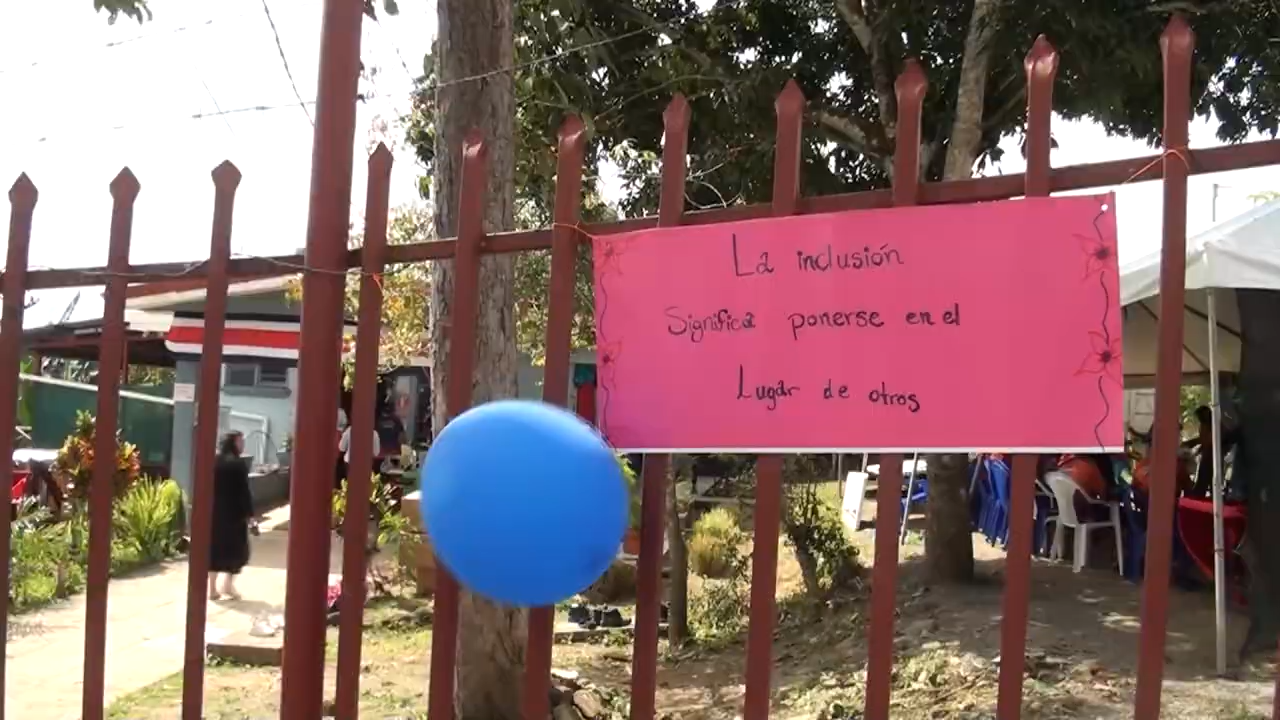 La inclusión
Significa ponerse en el
Lugar de otros